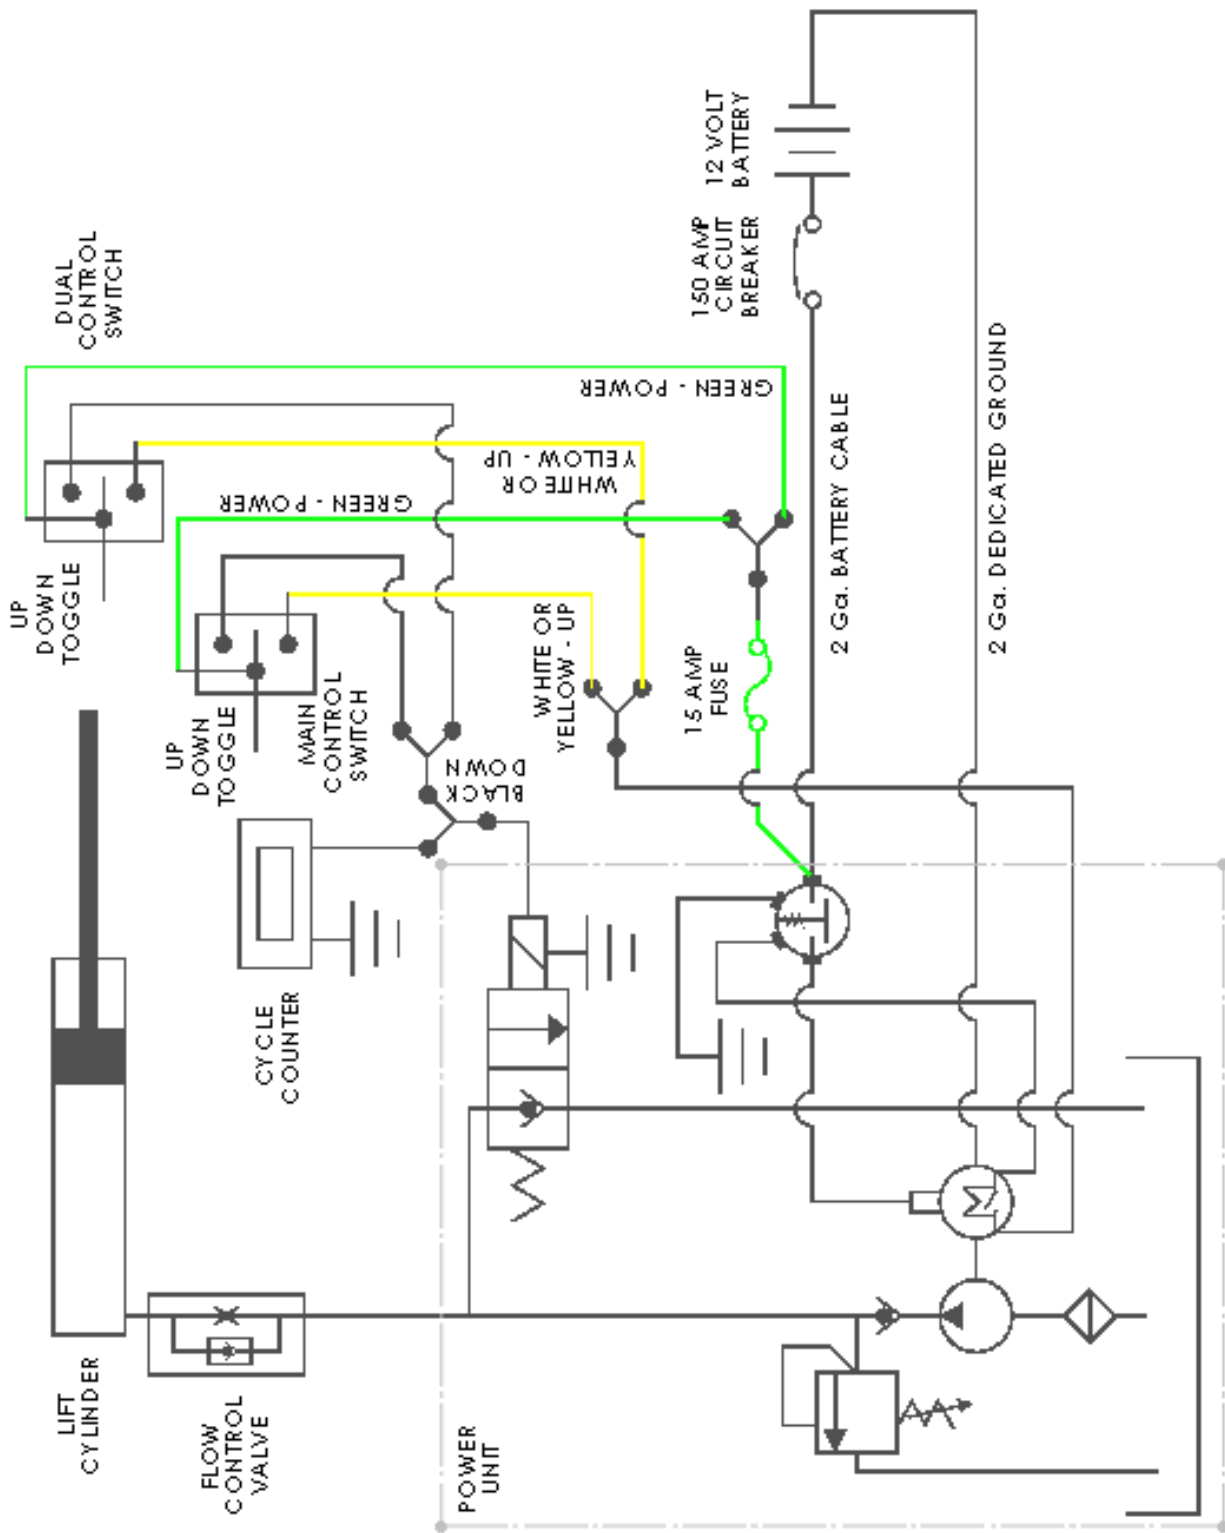 LIFT
CYLINDER
FLOW
CONTROL
VALVE
POWER
UNIT
CYCLE
COUNTER
UP
DOWN
TOGGLE
MAIN
CONTROL
SWITCH
UP
DOWN
TOGGLE
DUAL
CONTROL
SWITCH
BLACK
DOWN
GREEN - POWER
WHITE OR
YELLOW - UP
WHITE OR
YELLOW - UP
GREEN - POWER
15 AMP
FUSE
150 AMP
CIRCUIT
BREAKER
12 VOLT
BATTERY
2 Ga. BATTERY CABLE
2 Ga. DEDICATED GROUND
M